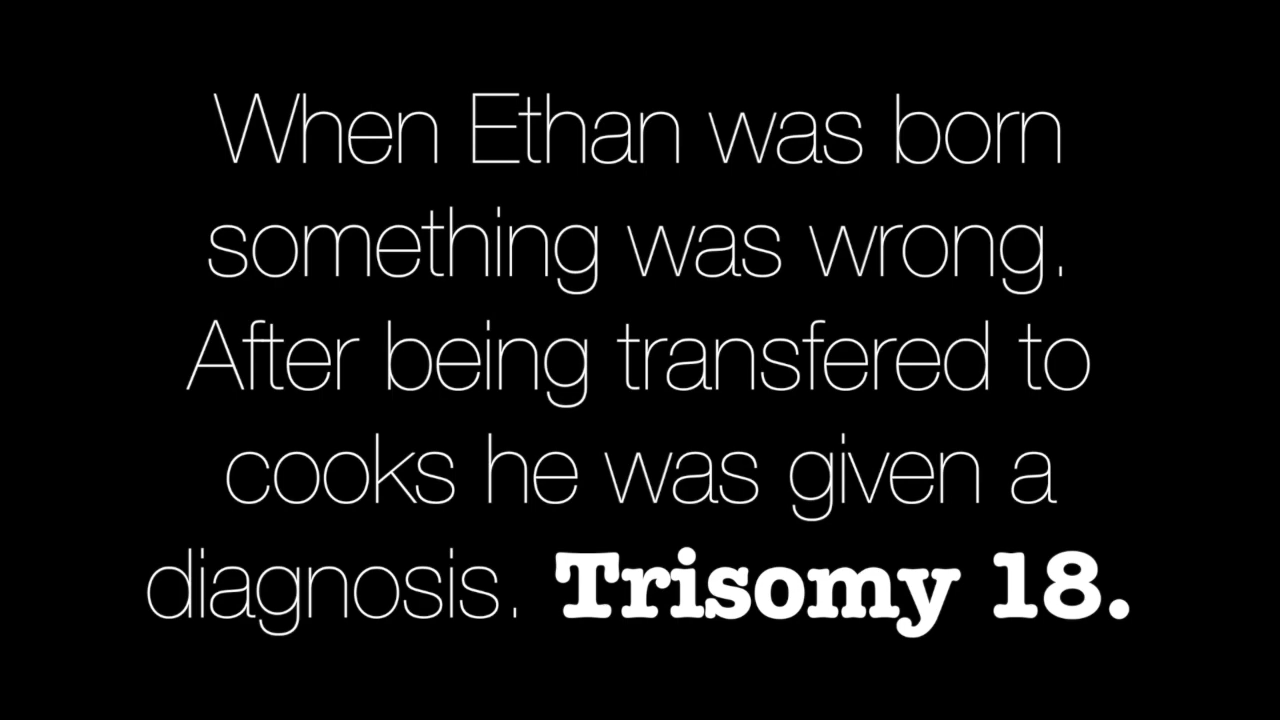 When Ethan was born
something was wrong.
After being transfered to
cooks he was given a
diagnosis. Trisomy 18.